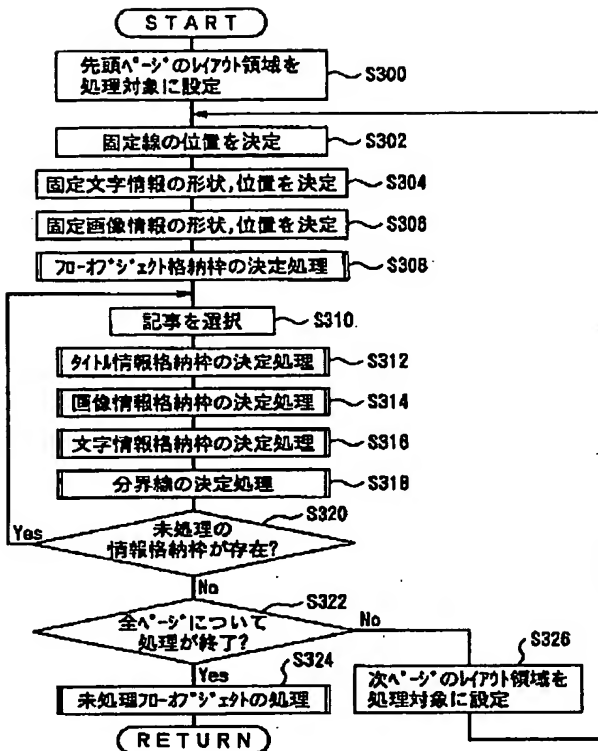 START
先頭ページのレイアウト領域を
処理対象に設定
S300
固定線の位置を決定
S302
固定文字情報の形状,位置を決定
S304
固定画像情報の形状,位置を決定
S306
フローオブジェクト格納枠の決定処理
S308
記事を選択
S310
タイトル情報格納枠の決定処理
S312
画像情報格納枠の決定処理
S314
文字情報格納枠の決定処理
S316
分界線の決定処理
S318
S320
Yes
未処理の
情報格納枠が存在?
No
S322
全ページについて
処理が終了?
No
Yes
S324
未処理フローオブジェクトの処理
S326
次ページのレイアウト領域を
処理対象に設定
RETURN